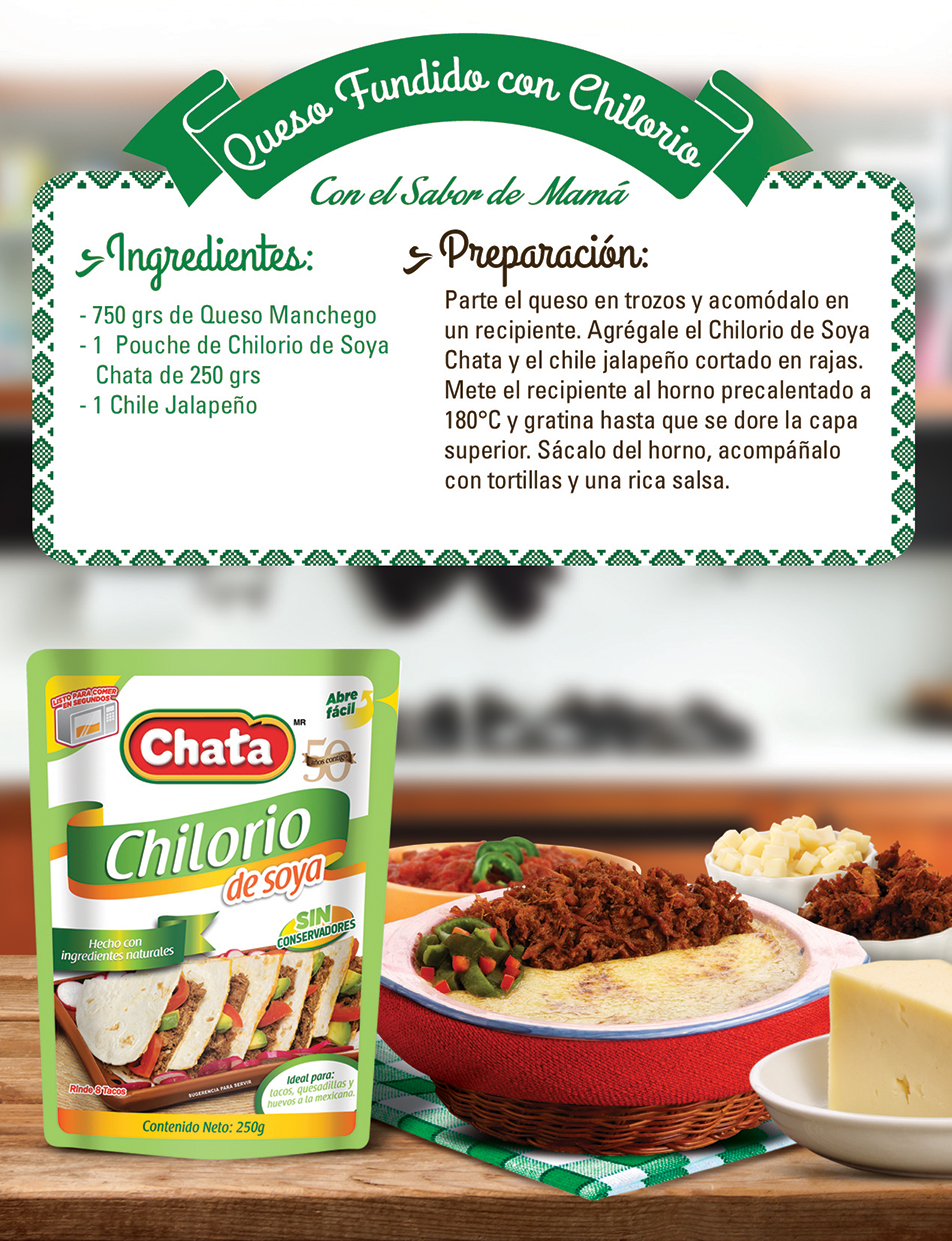 Queso Fundido con Chilorio
Con el Sabor de Mamá
Ingredientes:
- 750 grs de Queso Manchego
- 1 Pouche de Chilorio de Soya
Chata de 250 grs
- 1 Chile Jalapeño
Preparación:
Parte el queso en trozos y acomódalo en
un recipiente. Agrégale el Chilorio de Soya
Chata y el chile jalapeño cortado en rajas.
Mete el recipiente al horno precalentado a
180°C y gratina hasta que se dore la capa
superior. Sácalo del horno, acompáñalo
con tortillas y una rica salsa.
LISTO PARA COMER
EN SEGUNDOS
Abre
fácil
Chata
MR
50
años contigo
Chilorio
de soya
SIN
CONSERVADORES
Hecho con
ingredientes naturales
Rinde 8 Tacos
SUGERENCIA PARA SERVIR
Ideal para:
tacos, quesadillas y
huevos a la mexicana.
Contenido Neto: 250g